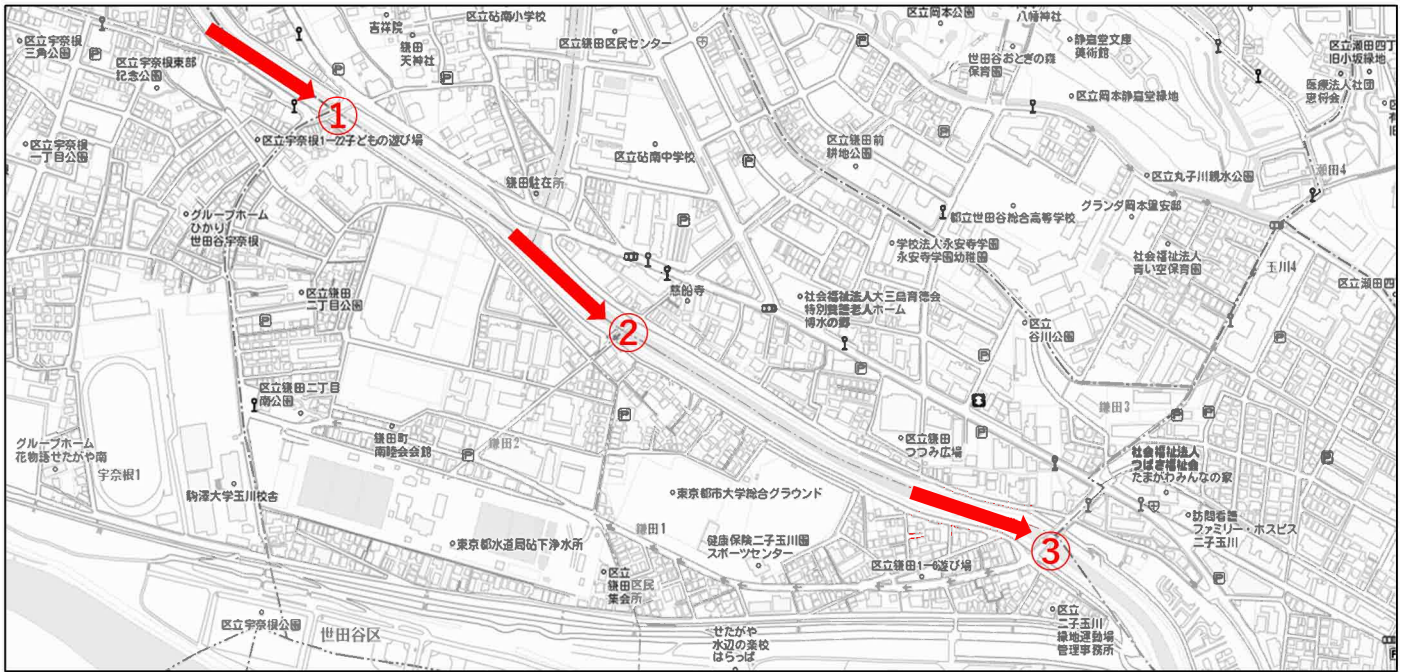 区立宇奈根
三角公園
区立宇奈根東部
記念公園
吉祥院
鎌田
天神社
区立砧南小学校
区立鎌田区民センター
区立岡本公園
八幡神社
世田谷おとぎの森
保育園
静嘉堂文庫
美術館
区立瀬田四丁
旧小坂緑地
医療法人社団
忠将会
区立岡本静嘉堂緑地
①
区立宇奈根1-22子どもの遊び場
区立宇奈根
一丁目公園
区立砧南中学校
区立鎌田前
耕地公園
瀬田4
区立丸子川親水公園
鎌田駐在所
グループホーム
ひかり
世田谷宇奈根
都立世田谷総合高等学校
学校法人永安寺学園
永安寺学園幼稚園
社会福祉法人
青い空保育園
玉川4
区立瀬田四
区立鎌田
二丁目公園
慈船寺
②
社会福祉法人大三島育徳会
特別養護老人ホーム
博水の郷
区立
谷川公園
区立鎌田二丁目
南公園
鎌田町
南睦会会館
鎌田2
鎌田3
グループホーム
花物語せたがや南
宇奈根1
駒澤大学玉川校舎
区立鎌田
つつみ広場
社会福祉法人
つばき福祉会
たまがわみんなの家
東京都市大学総合グラウンド
訪問看護
ファミリー・ホスピス
二子玉川
東京都水道局砧下浄水所
鎌田1
健康保険二子玉川園
スポーツセンター
③
区立鎌田1-6遊び場
区立
鎌田区民
集会所
区立宇奈根公園
世田谷区
区立
二子玉川
緑地運動場
管理事務所
せたがや
水辺の楽校
はらっぱ